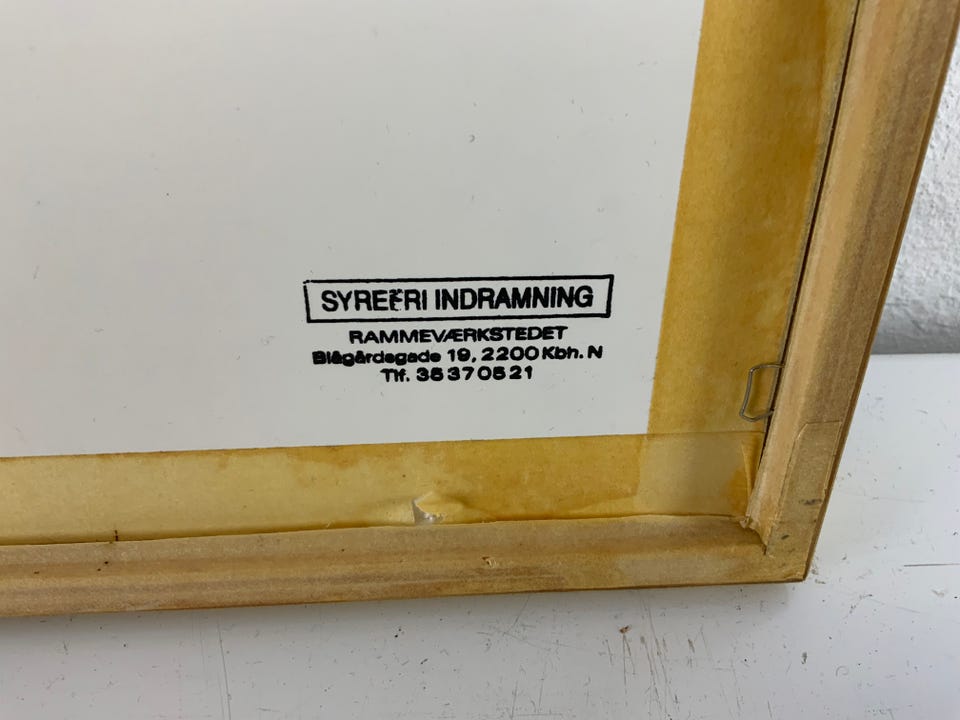 SYREFRI INDRAMNING
RAMMEVÆRKSTEDET
Blågårdsgade 19, 2200 Kbh. N
Tlf. 35 37 05 21